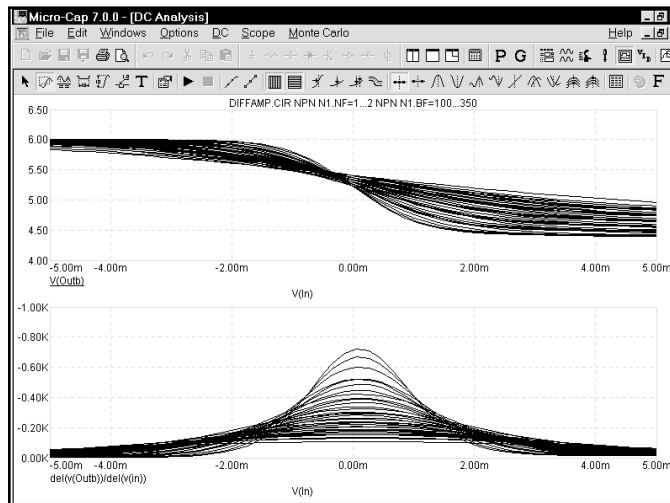 Micro-Cap 7.0.0 - [DC Analysis]
File Edit Windows Options DC Scope Monte Carlo Help
T P G F
DIFFAMP.CIR NPN N1.NF=1...2 NPN N1.BF=100...350
6.50
6.00
5.50
5.00
4.50
4.00
-5.00m -4.00m -2.00m 0.00m 2.00m 4.00m 5.00m
V(Outb)
V(In)
-1.00K
-0.80K
-0.60K
-0.40K
-0.20K
0.00K
-5.00m -4.00m -2.00m 0.00m 2.00m 4.00m 5.00m
del(v(Outb))/del(v(in))
V(In)